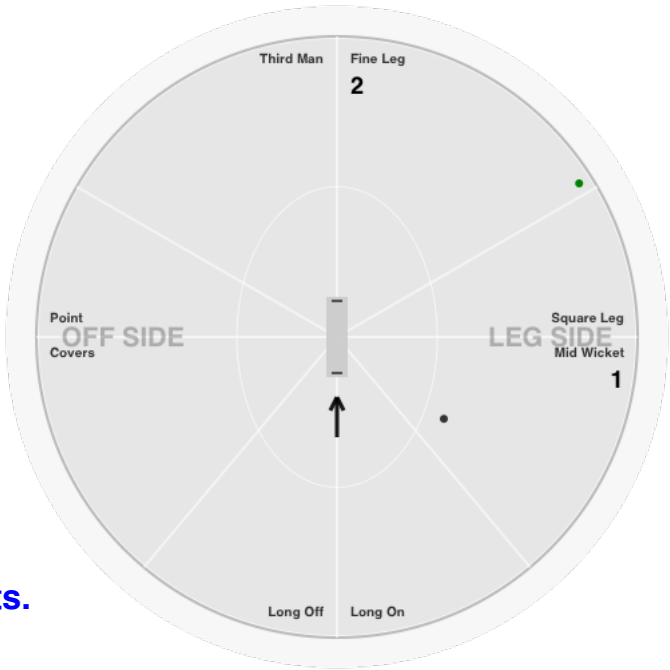 Third Man Fine Leg
2
Point
OFF SIDE
Covers
Square Leg
LEG SIDE
Mid Wicket
1
ts.
Long Off Long On